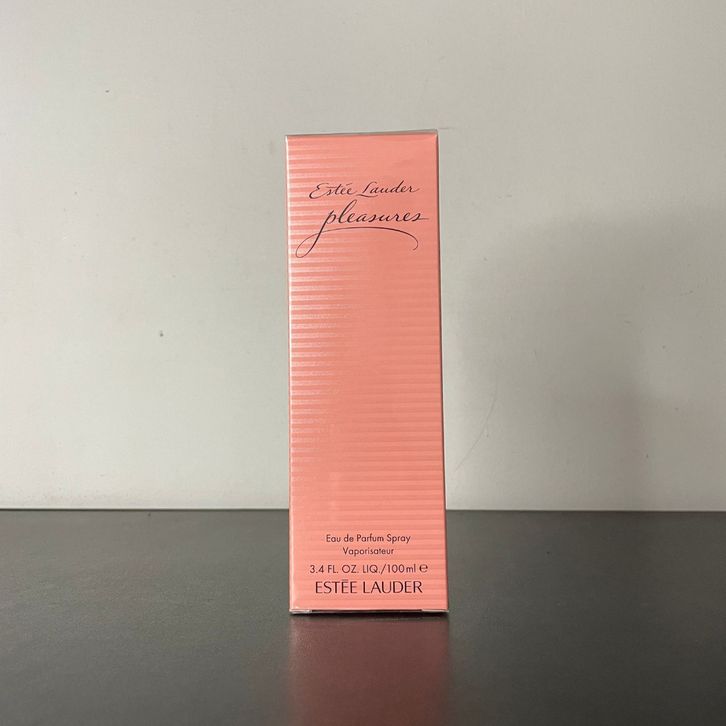 Estée Lauder
pleasures
Eau de Parfum Spray
Vaporisateur
3.4 FL. OZ. LIQ./100ml ℮
ESTĒE LAUDER